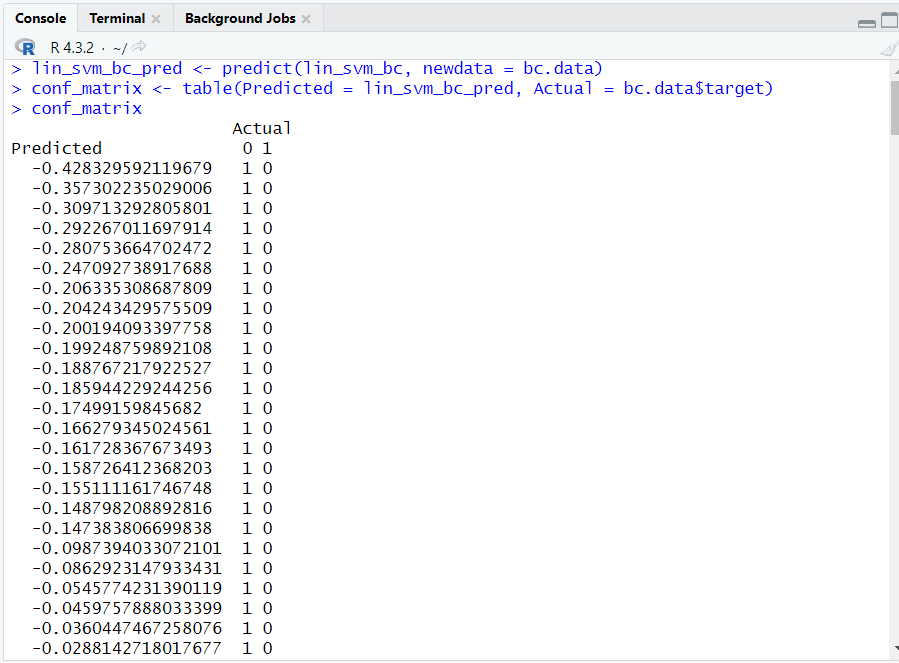 Console Terminal Background Jobs
R R 4.3.2 · ~/
> lin_svm_bc_pred <- predict(lin_svm_bc, newdata = bc.data)
> conf_matrix <- table(Predicted = lin_svm_bc_pred, Actual = bc.data$target)
> conf_matrix
Actual
Predicted 0 1
-0.428329592119679 1 0
-0.357302235029006 1 0
-0.309713292805801 1 0
-0.292267011697914 1 0
-0.280753664702472 1 0
-0.247092738917688 1 0
-0.206335308687809 1 0
-0.204243429575509 1 0
-0.200194093397758 1 0
-0.199248759892108 1 0
-0.188767217922527 1 0
-0.185944229244256 1 0
-0.17499159845682 1 0
-0.166279345024561 1 0
-0.161728367673493 1 0
-0.158726412368203 1 0
-0.155111161746748 1 0
-0.148798208892816 1 0
-0.147383806699838 1 0
-0.0987394033072101 1 0
-0.0862923147933431 1 0
-0.0545774231390119 1 0
-0.0459757888033399 1 0
-0.0360447467258076 1 0
-0.0288142718017677 1 0